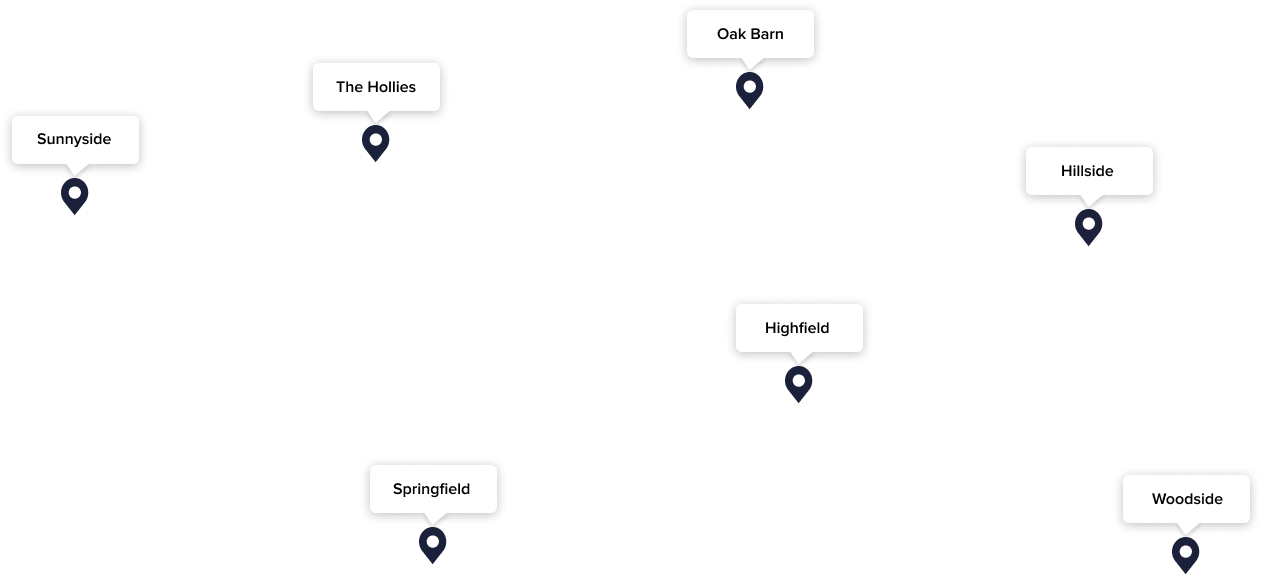 Oak Barn
The Hollies
Sunnyside
Hillside
Highfield
Springfield
Woodside